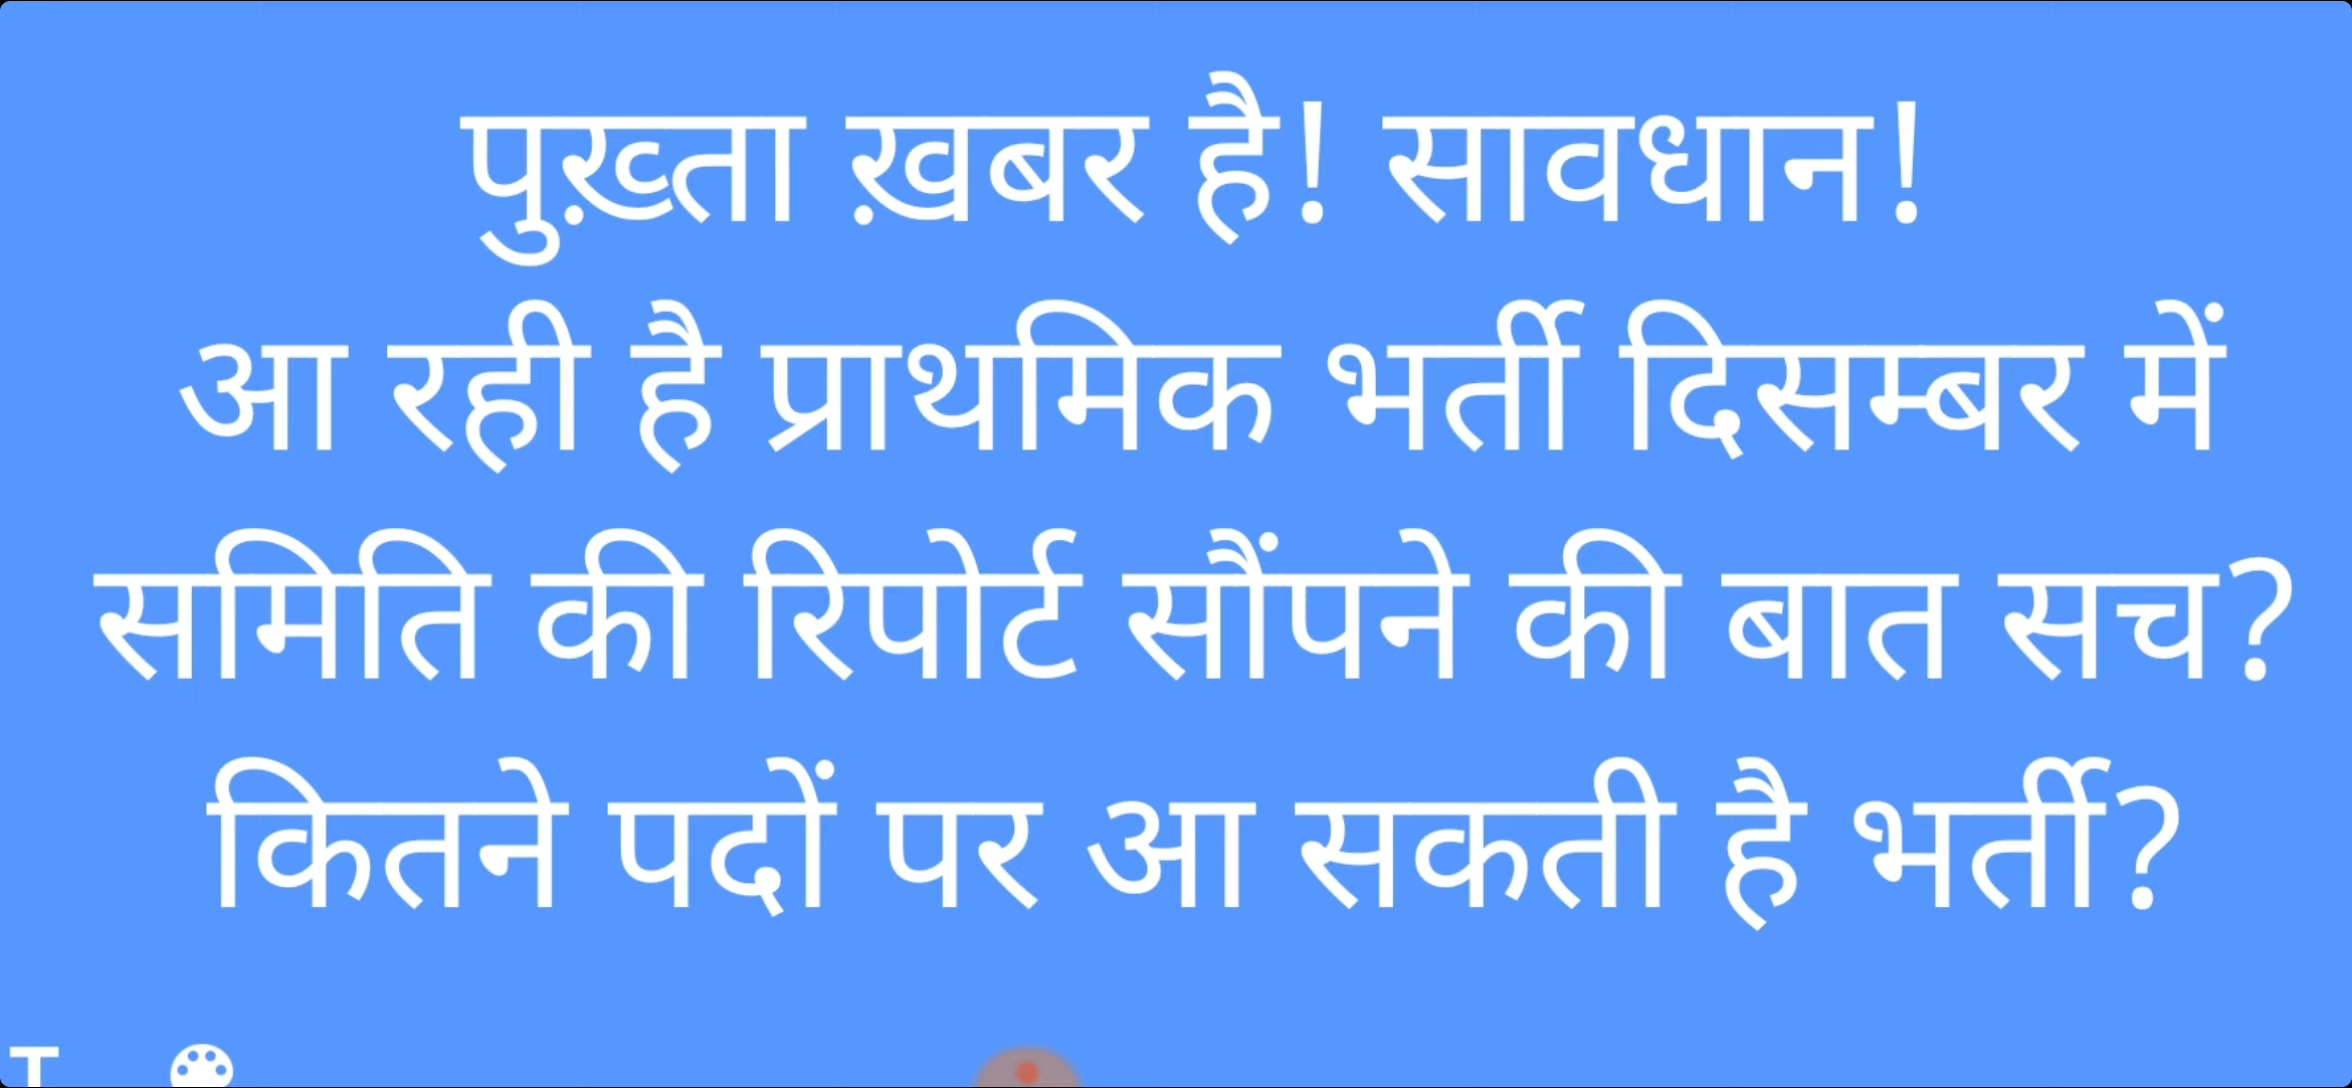 पुख़्ता ख़बर है! सावधान!
आ रही है प्राथमिक भर्ती दिसम्बर में
समिति की रिपोर्ट सौंपने की बात सच?
कितने पदों पर आ सकती है भर्ती?
T